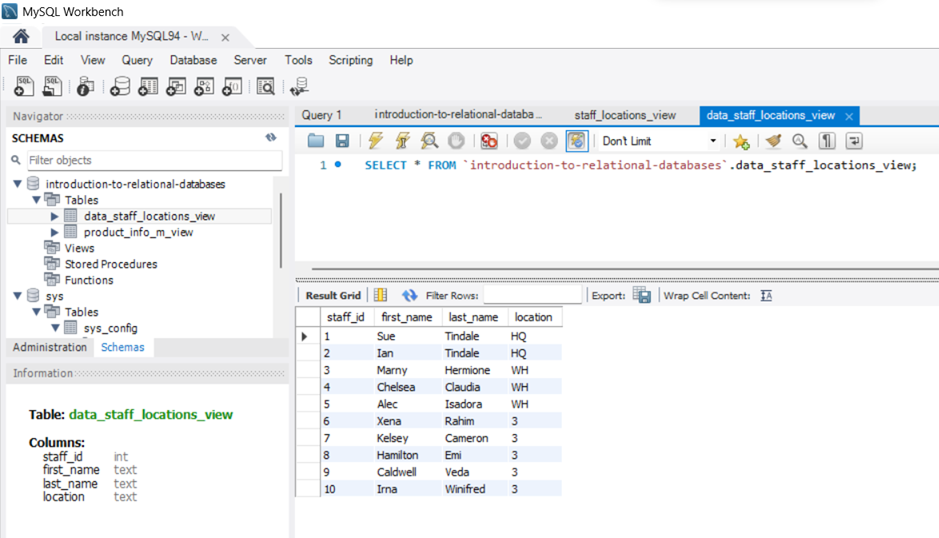 MySQL Workbench
Local instance MySQL94 - W...
File Edit View Query Database Server Tools Scripting Help
Navigator
SCHEMAS
Filter objects
introduction-to-relational-databases
Tables
data_staff_locations_view
product_info_m_view
Views
Stored Procedures
Functions
sys
Tables
sys_config
Administration Schemas
Information
Table: data_staff_locations_view
Columns:
staff_id int
first_name text
last_name text
location text
Query 1 introduction-to-relational-databa... staff_locations_view data_staff_locations_view
Don't Limit
1 SELECT * FROM `introduction-to-relational-databases`.data_staff_locations_view;
Result Grid Filter Rows: Export: Wrap Cell Content:
staff_id first_name last_name location
1 Sue Tindale HQ
2 Ian Tindale HQ
3 Marny Hermione WH
4 Chelsea Claudia WH
5 Alec Isadora WH
6 Xena Rahim 3
7 Kelsey Cameron 3
8 Hamilton Emi 3
9 Caldwell Veda 3
10 Irna Winifred 3